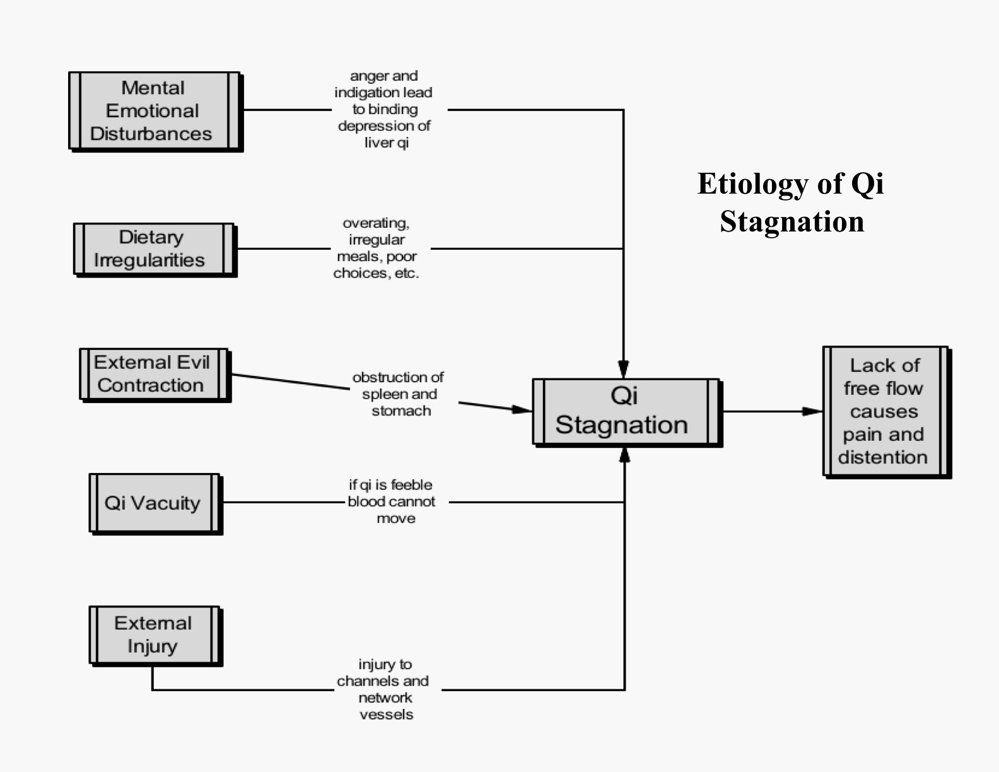 Mental
Emotional
Disturbances
anger and
indigation lead
to binding
depression of
liver qi
Etiology of Qi
Stagnation
Dietary
Irregularities
overating,
irregular
meals, poor
choices, etc.
External Evil
Contraction
obstruction of
spleen and
stomach
Qi
Stagnation
Lack of
free flow
causes
pain and
distention
Qi Vacuity
if qi is feeble
blood cannot
move
External
Injury
injury to
channels and
network
vessels